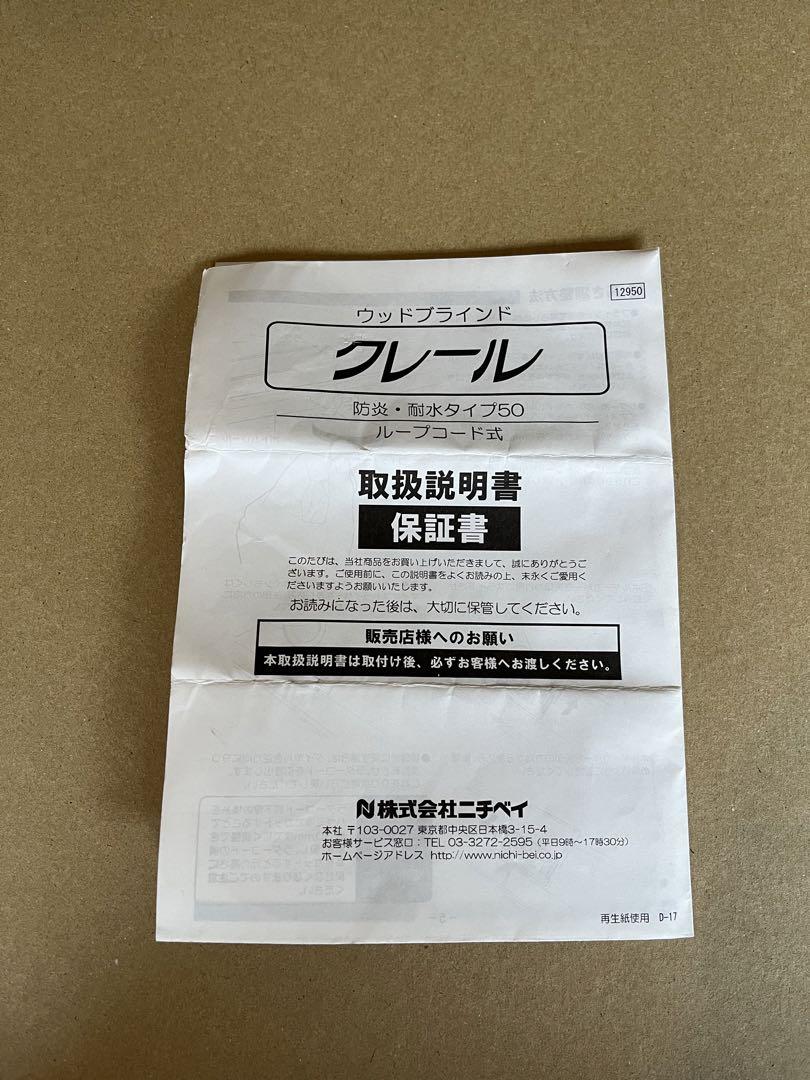 12950
ウッドブラインド
クレール
防炎・耐水タイプ50
ループコード式
取扱説明書
保証書
このたびは、当社商品をお買い上げいただきまして、誠にありがとうご
ざいます。ご使用前に、この説明書をよくお読みの上、末永くご愛用く
ださいますようお願いいたします。
お読みになった後は、大切に保管してください。
販売店様へのお願い
本取扱説明書は取付け後、必ずお客様へお渡しください。
株式会社ニチベイ
本社 〒103-0027 東京都中央区日本橋3-15-4
お客様サービス窓口:TEL 03-3272-2595(平日9時~17時30分)
ホームページアドレス http://www.nichi-bei.co.jp
再生紙使用 D-17